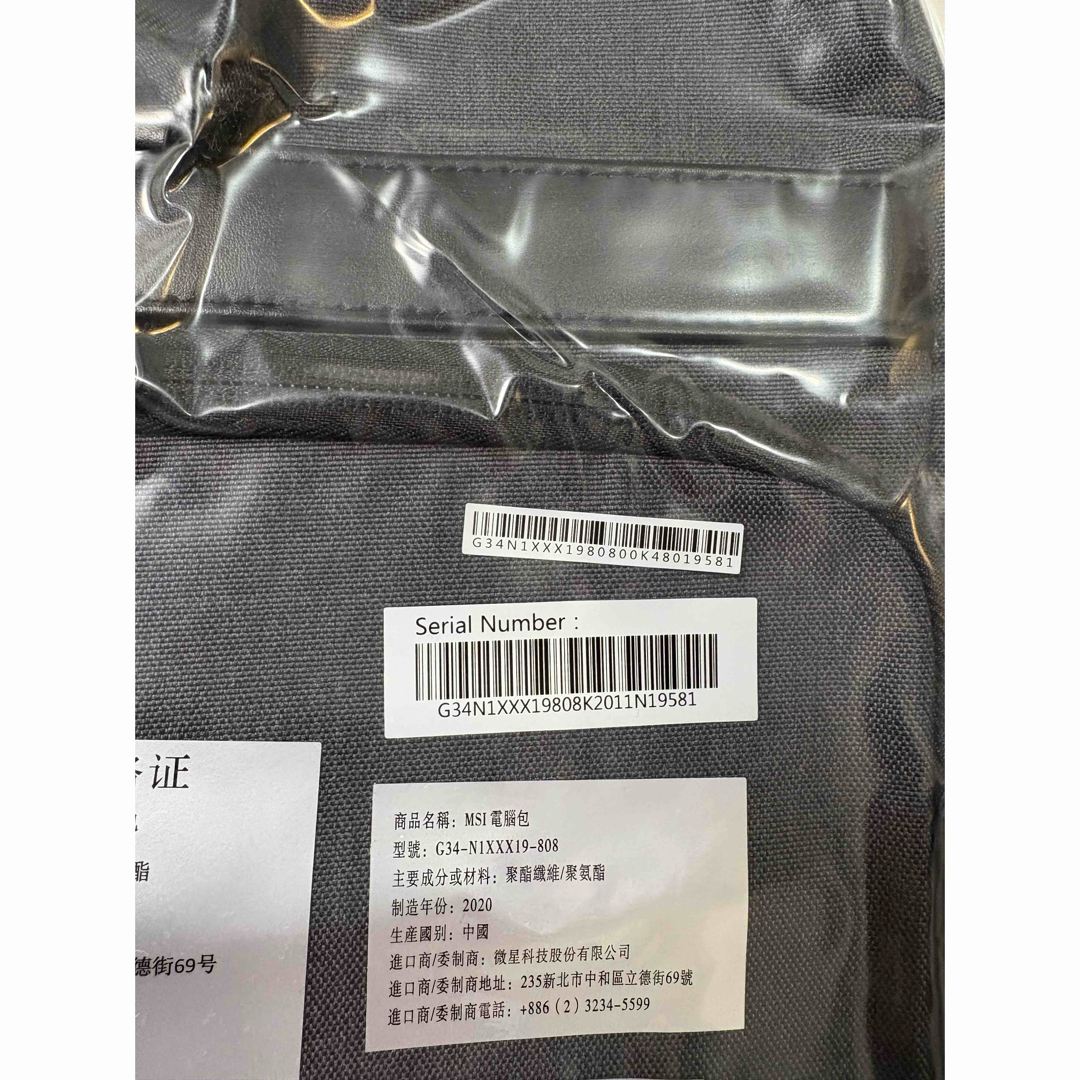 G34N1XXX1980800K48019581
Serial Number :
G34N1XXX19808K2011N19581
证
酯
德街69号
商品名稱: MSI 電腦包
型號: G34-N1XXX19-808
主要成分或材料: 聚酯纖維/聚氨酯
制造年份: 2020
生產國別: 中國
進口商/委制商: 微星科技股份有限公司
進口商/委制商地址: 235新北市中和區立德街69號
進口商/委制商電話: +886 (2) 3234-5599